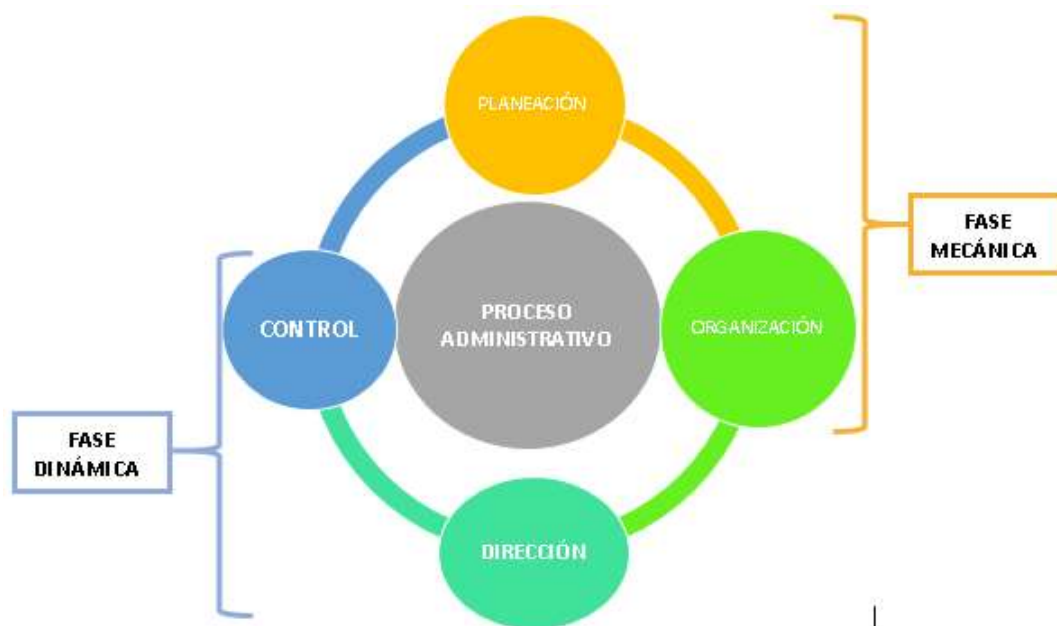 PLANEACIÓN
FASE
MECÁNICA
CONTROL
PROCESO
ADMINISTRATIVO
ORGANIZACIÓN
FASE
DINÁMICA
DIRECCIÓN